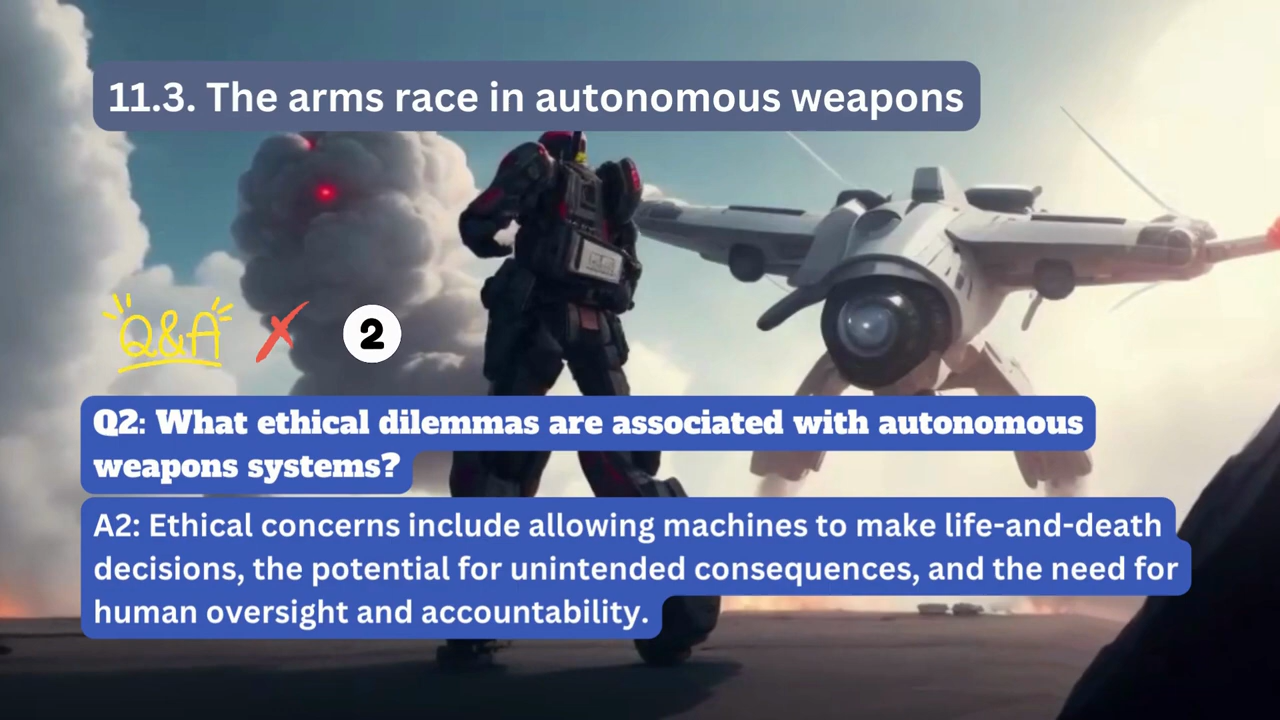 11.3. The arms race in autonomous weapons
Q&A
2
Q2: What ethical dilemmas are associated with autonomous
weapons systems?
A2: Ethical concerns include allowing machines to make life-and-death
decisions, the potential for unintended consequences, and the need for
human oversight and accountability.